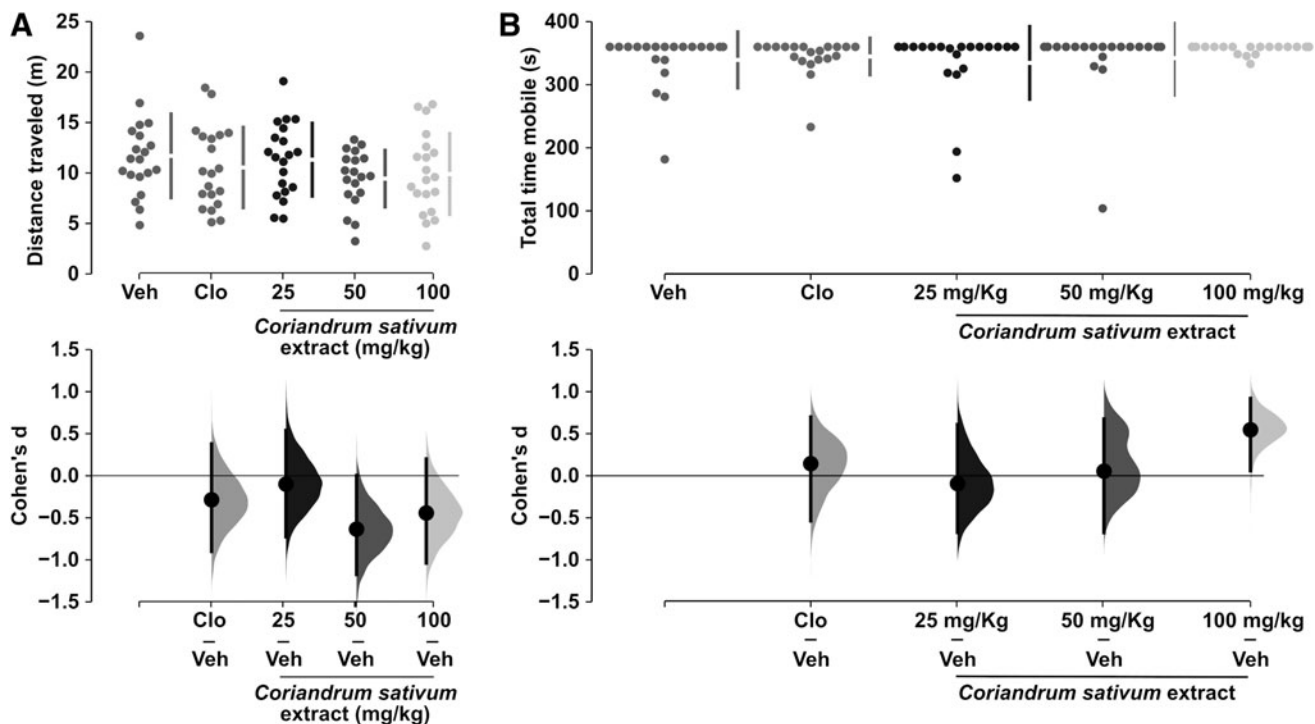 A
Distance traveled (m)
25
20
15
10
5
0
Veh Clo 25 50 100
Coriandrum sativum
extract (mg/kg)
Cohen's d
1.5
1.0
0.5
0.0
−0.5
−1.0
−1.5
Clo 25 50 100
– – – –
Veh Veh Veh Veh
Coriandrum sativum
extract (mg/kg)
B
Total time mobile (s)
400
300
200
100
0
Veh Clo 25 mg/Kg 50 mg/Kg 100 mg/kg
Coriandrum sativum extract
Cohen's d
1.5
1.0
0.5
0.0
−0.5
−1.0
−1.5
Clo 25 mg/Kg 50 mg/Kg 100 mg/kg
– – – –
Veh Veh Veh Veh
Coriandrum sativum extract